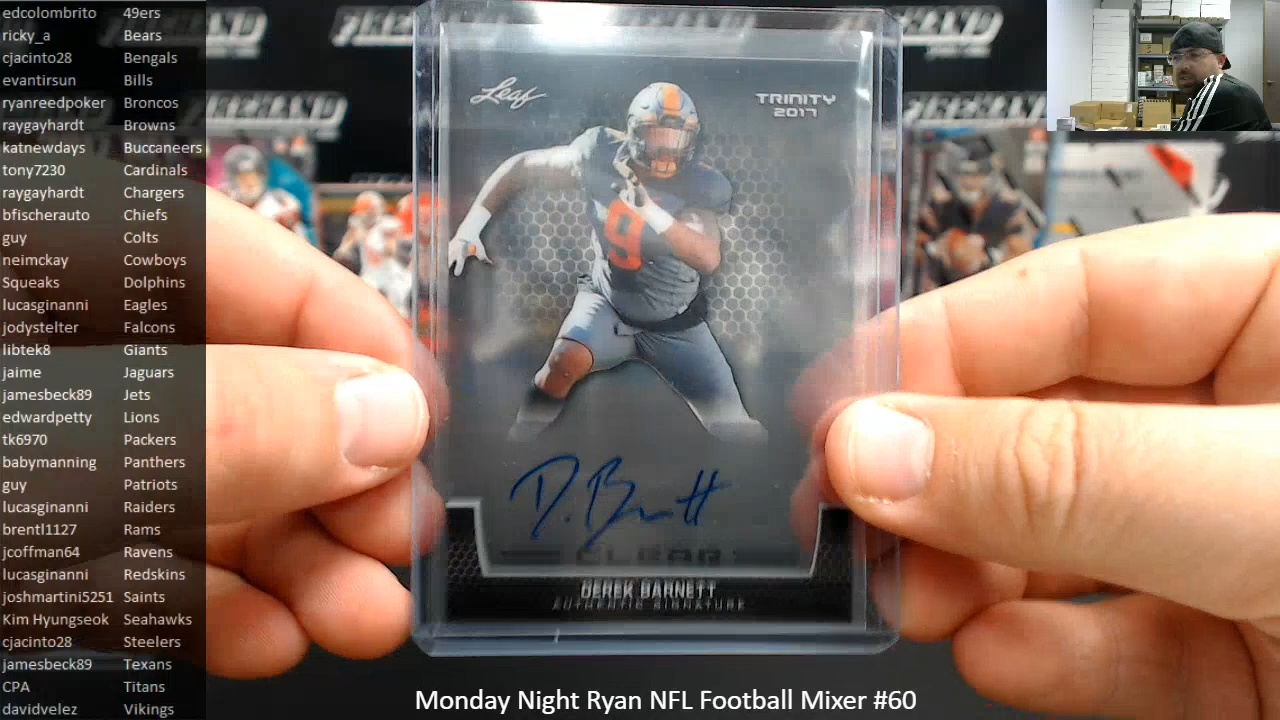 edcolombrito 49ers
ricky_a Bears
cjacinto28 Bengals
evantirsun Bills
ryanreedpoker Broncos
raygayhardt Browns
katnewdays Buccaneers
tony7230 Cardinals
raygayhardt Chargers
bfischerauto Chiefs
guy Colts
neimckay Cowboys
Squeaks Dolphins
lucasginanni Eagles
jodystelter Falcons
libtek8 Giants
jaime Jaguars
jamesbeck89 Jets
edwardpetty Lions
tk6970 Packers
babymanning Panthers
guy Patriots
lucasginanni Raiders
brentl1127 Rams
jcoffman64 Ravens
lucasginanni Redskins
joshmartini5251 Saints
Kim Hyungseok Seahawks
cjacinto28 Steelers
jamesbeck89 Texans
CPA Titans
davidvelez Vikings
Leaf
TRINITY
2017
9
D. Barnett
CLEAR
DEREK BARNETT
AUTHENTIC SIGNATURE
Monday Night Ryan NFL Football Mixer #60